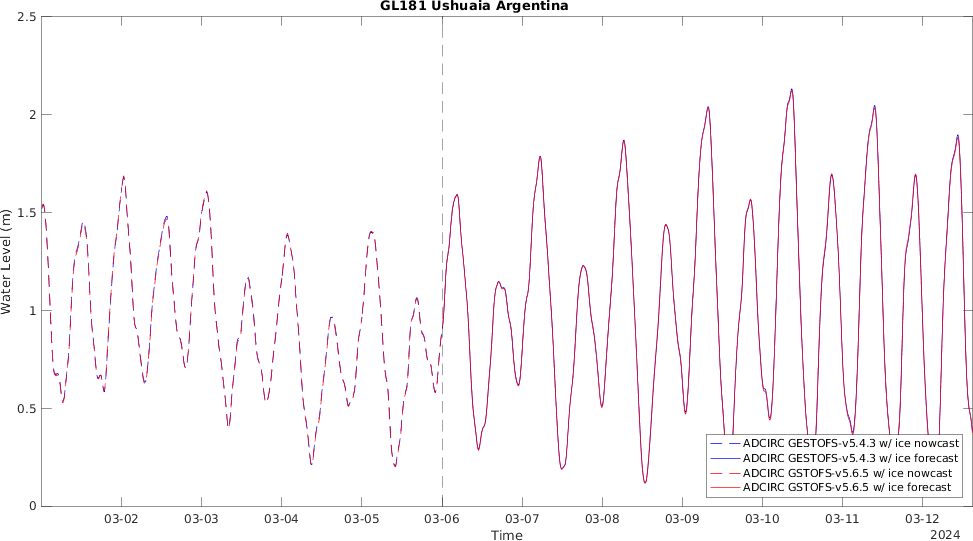 GL181 Ushuaia Argentina
2.5
2
1.5
1
0.5
0
Water Level (m)
ADCIRC GESTOFS-v5.4.3 w/ ice nowcast
ADCIRC GESTOFS-v5.4.3 w/ ice forecast
ADCIRC GSTOFS-v5.6.5 w/ ice nowcast
ADCIRC GSTOFS-v5.6.5 w/ ice forecast
03-02 03-03 03-04 03-05 03-06 03-07 03-08 03-09 03-10 03-11 03-12
Time
2024